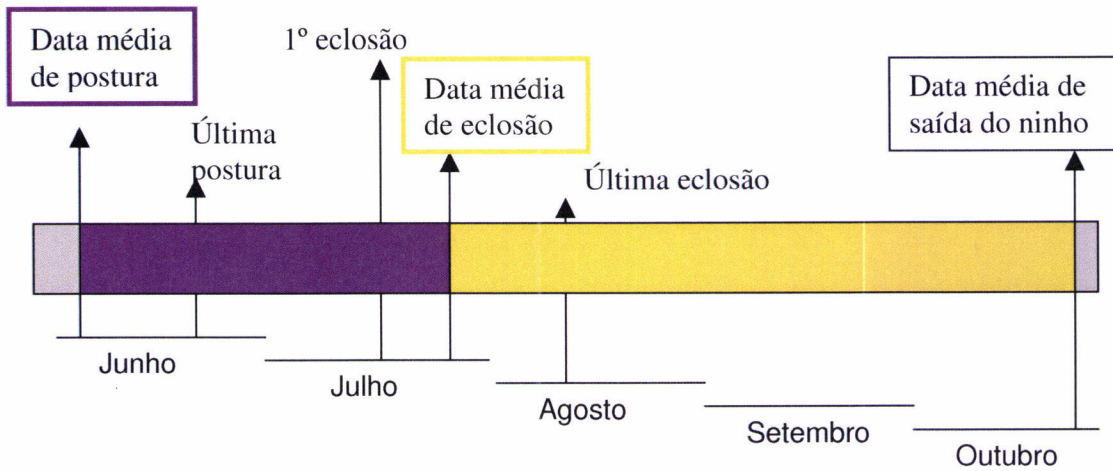 Data média
de postura
1º eclosão
Última
postura
Data média
de eclosão
Última eclosão
Data média de
saída do ninho
Junho
Julho
Agosto
Setembro
Outubro